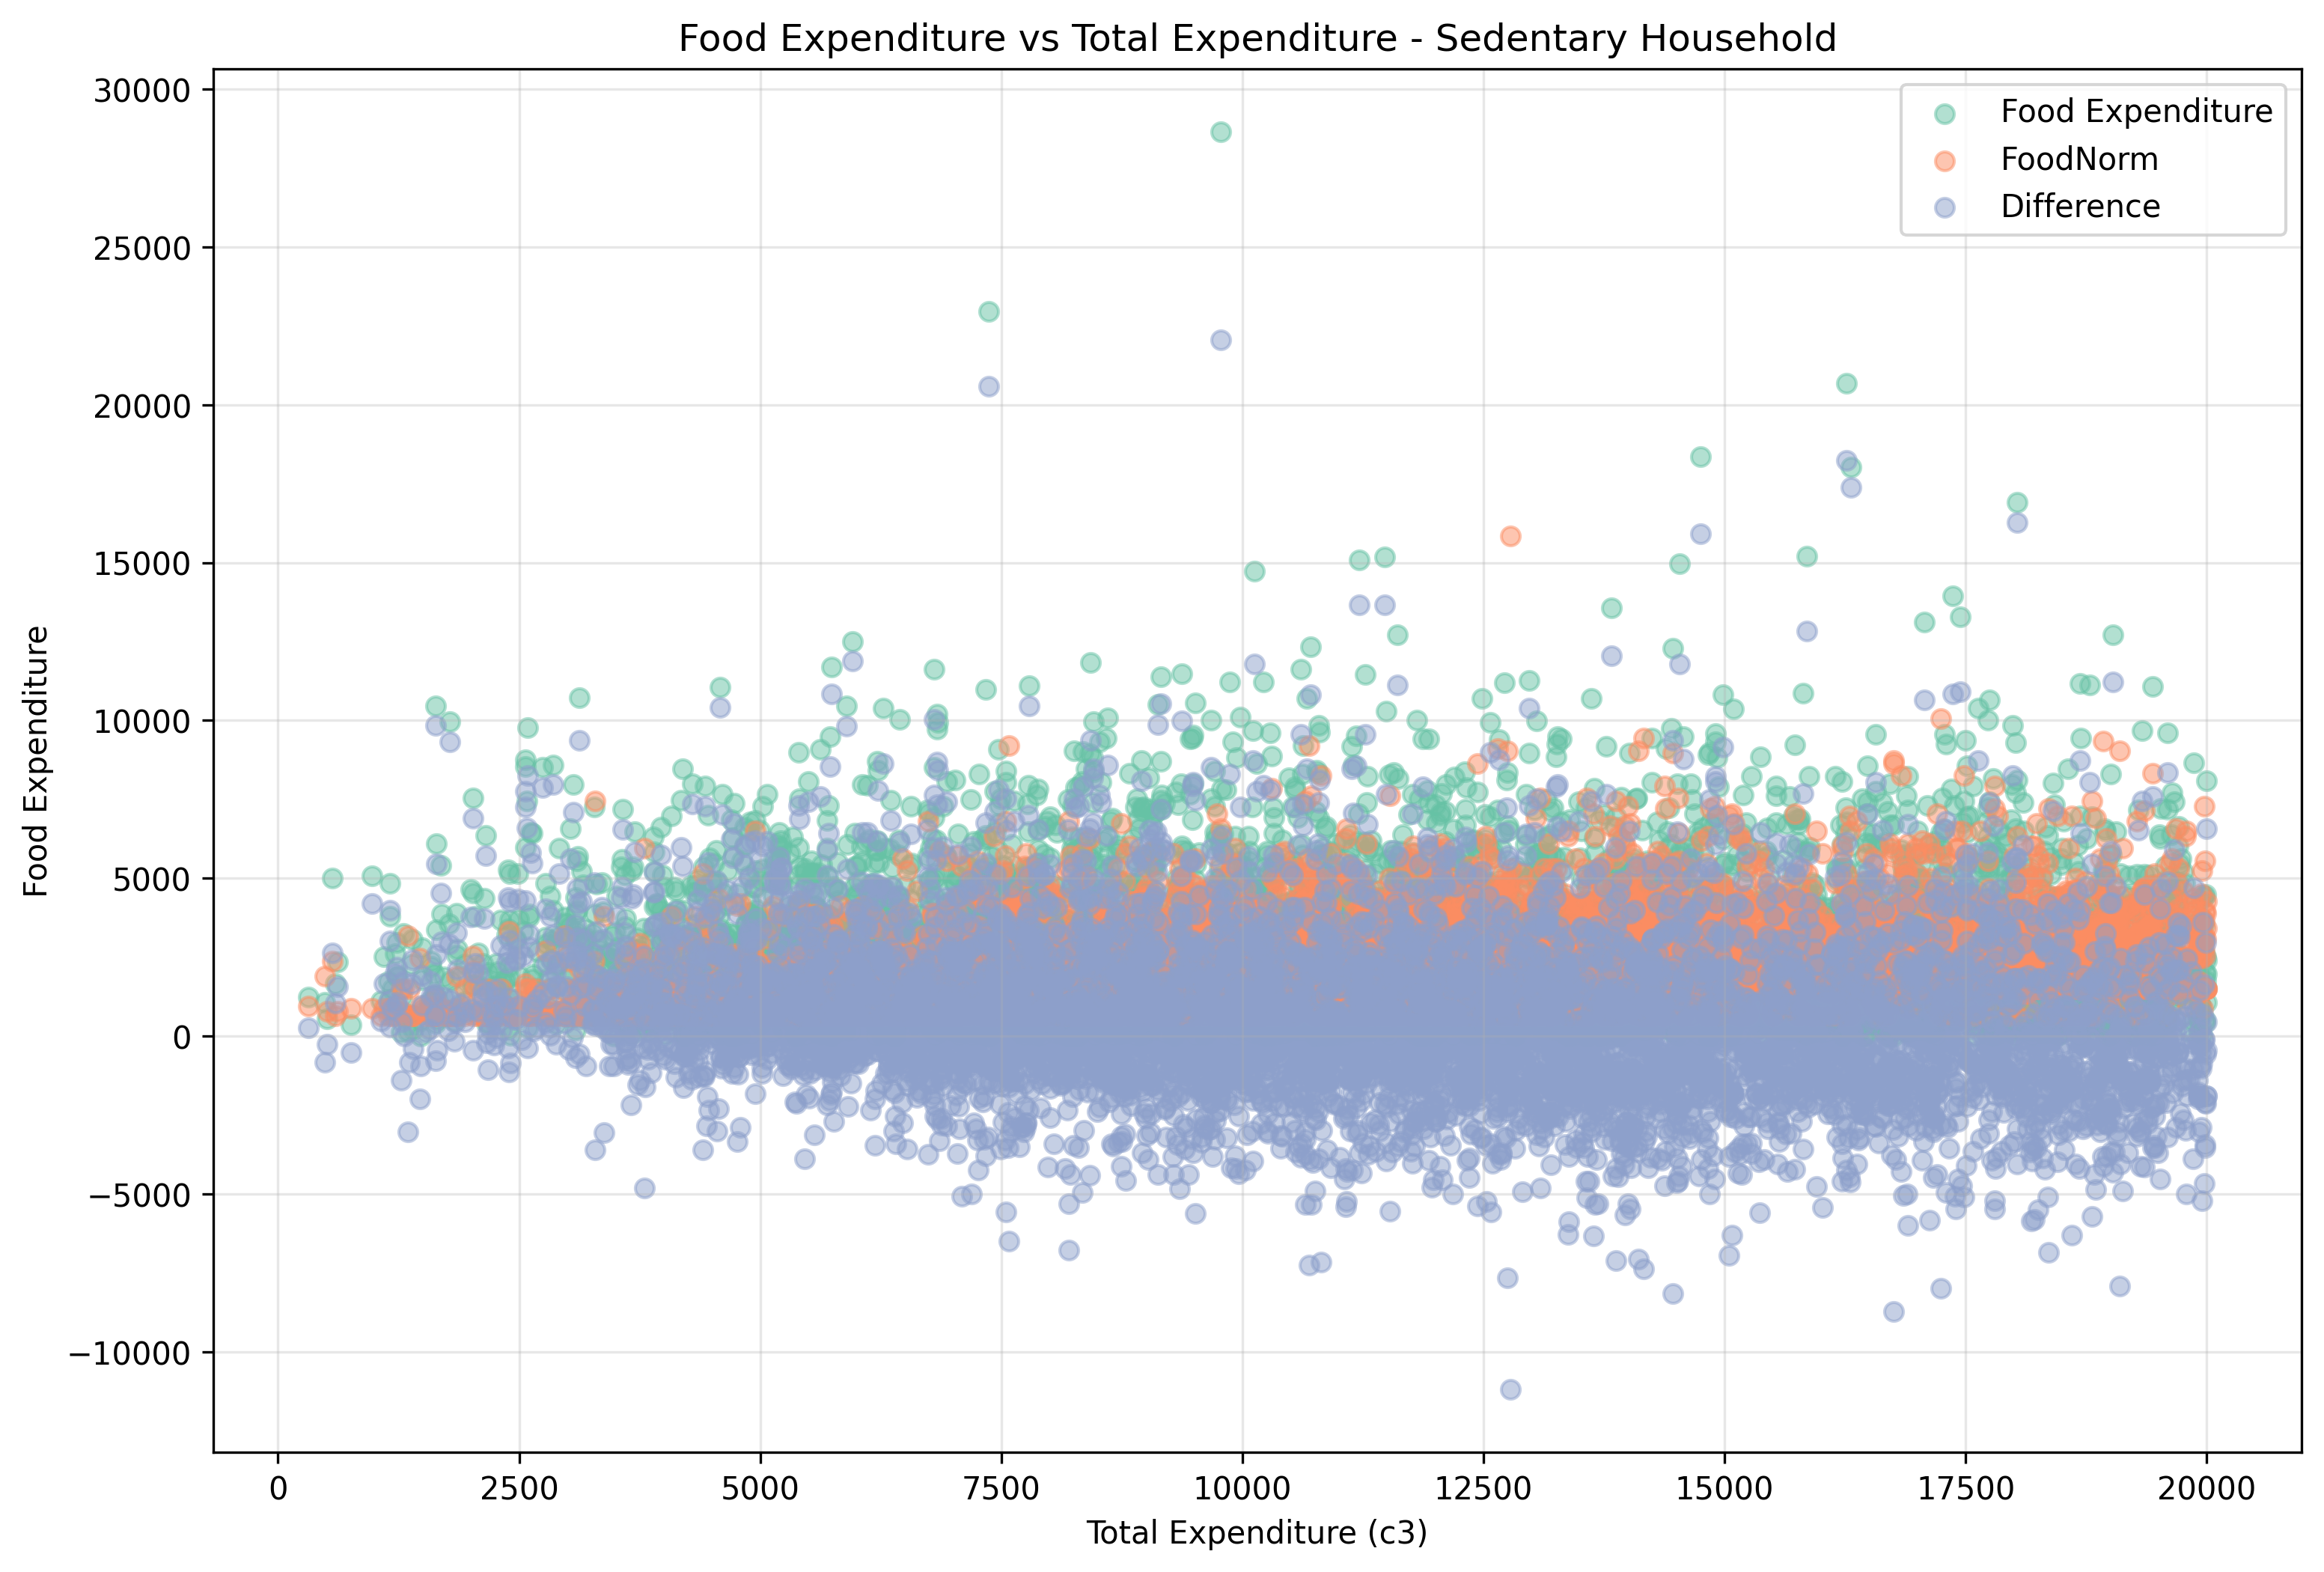 Food Expenditure vs Total Expenditure - Sedentary Household
30000
25000
20000
15000
10000
5000
0
−5000
−10000
Food Expenditure
Food Expenditure
FoodNorm
Difference
0 2500 5000 7500 10000 12500 15000 17500 20000
Total Expenditure (c3)